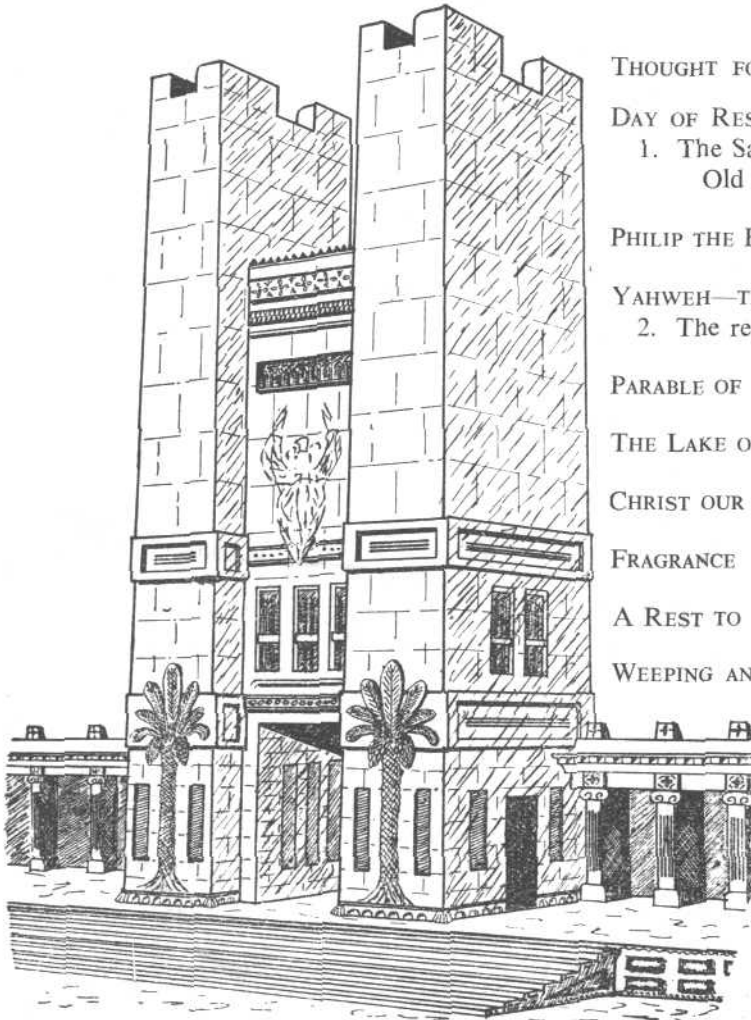 THOUGHT FO
DAY OF RES
1. The Sa
Old
PHILIP THE
YAHWEH—T
2. The re
PARABLE OF
THE LAKE O
CHRIST OUR
FRAGRANCE
A REST TO
WEEPING AN